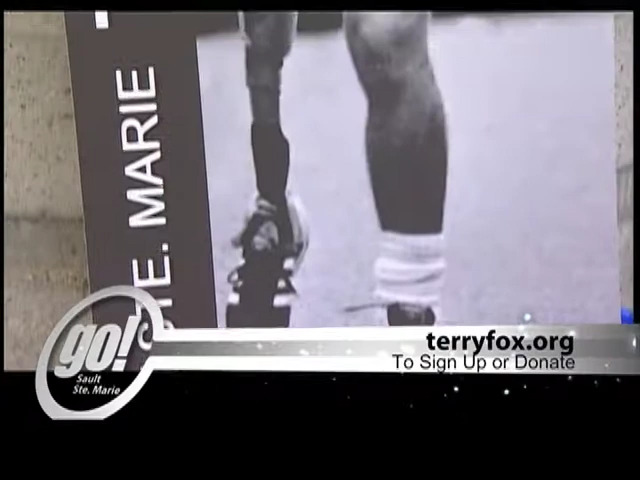 STE. MARIE
go!
Sault
Ste. Marie
terryfox.org
To Sign Up or Donate